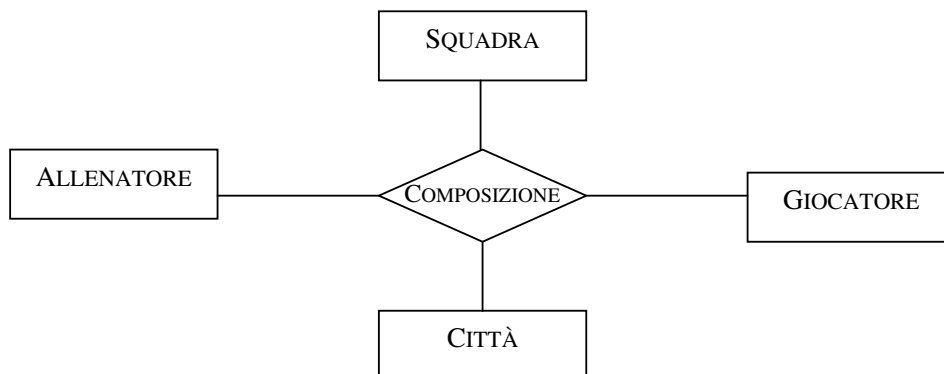 SQUADRA
ALLENATORE
COMPOSIZIONE
GIOCATORE
CITTÀ